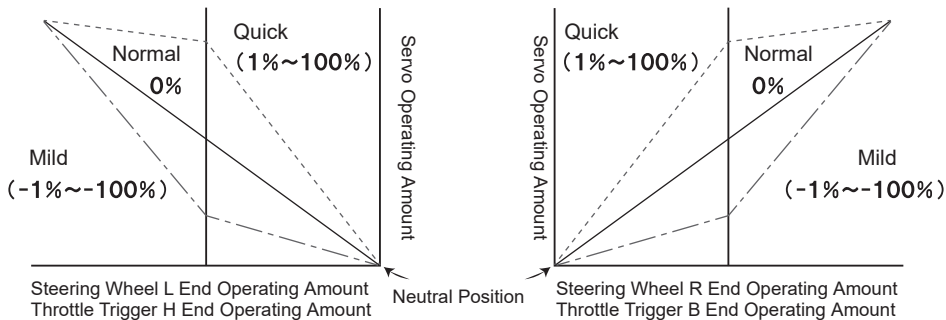 Normal
0%
Quick
(1%～100%)
Mild
(-1%～-100%)
Servo Operating Amount
Steering Wheel L End Operating Amount
Throttle Trigger H End Operating Amount
Neutral Position
Servo Operating Amount
Quick
(1%～100%)
Normal
0%
Mild
(-1%～-100%)
Steering Wheel R End Operating Amount
Throttle Trigger B End Operating Amount